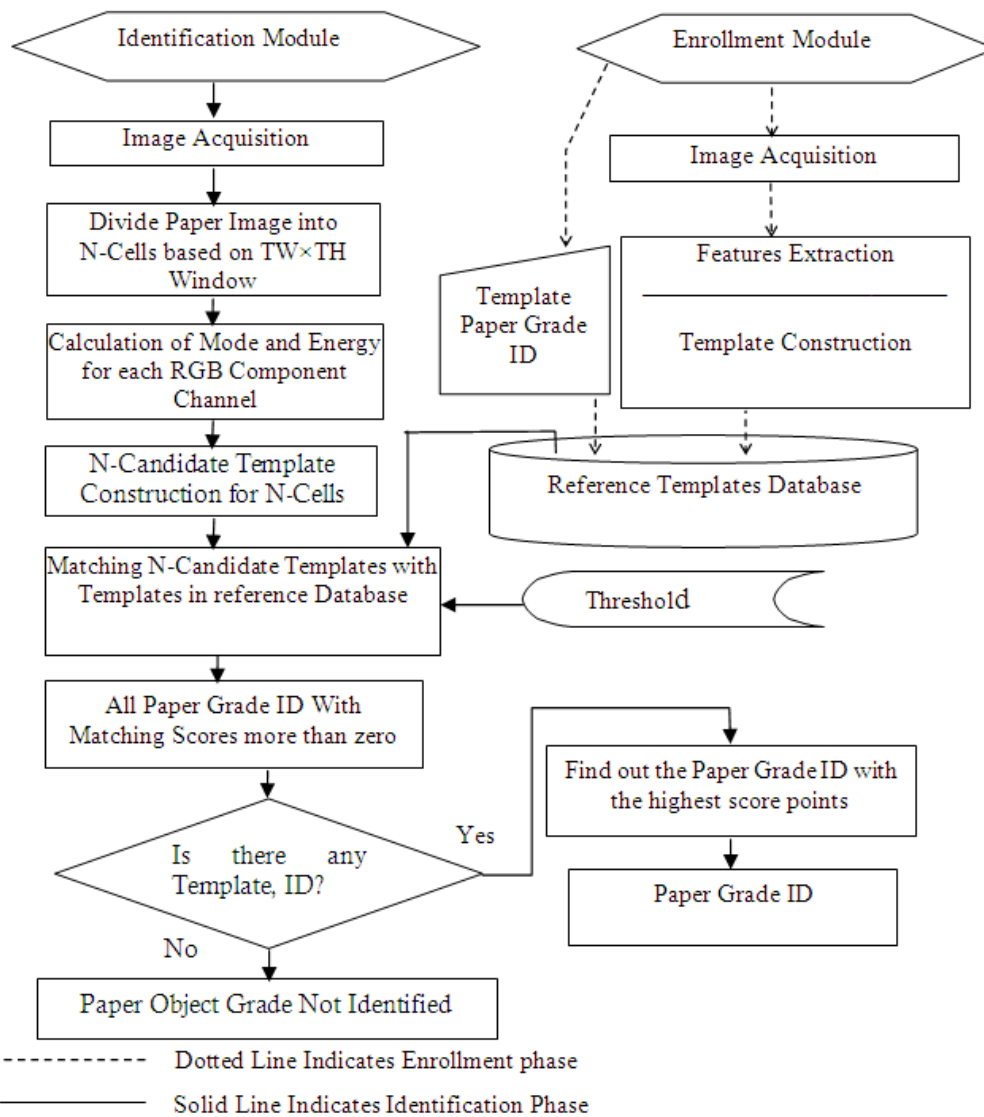 Identification Module
Image Acquisition
Divide Paper Image into
N-Cells based on TW×TH
Window
Calculation of Mode and Energy
for each RGB Component
Channel
N-Candidate Template
Construction for N-Cells
Matching N-Candidate Templates with
Templates in reference Database
All Paper Grade ID With
Matching Scores more than zero
Is there any
Template, ID?
Yes
No
Paper Object Grade Not Identified
Enrollment Module
Image Acquisition
Features Extraction
Template Construction
Template
Paper Grade
ID
Reference Templates Database
Threshold
Find out the Paper Grade ID with
the highest score points
Paper Grade ID
Dotted Line Indicates Enrollment phase
Solid Line Indicates Identification Phase